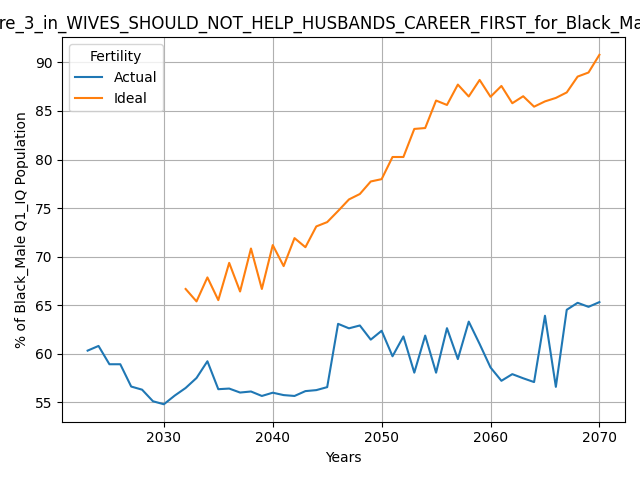 re_3_in_WIVES_SHOULD_NOT_HELP_HUSBANDS_CAREER_FIRST_for_Black_Ma
Fertility
Actual
Ideal
% of Black_Male Q1_IQ Population
90
85
80
75
70
65
60
55
2030
2040
2050
2060
2070
Years